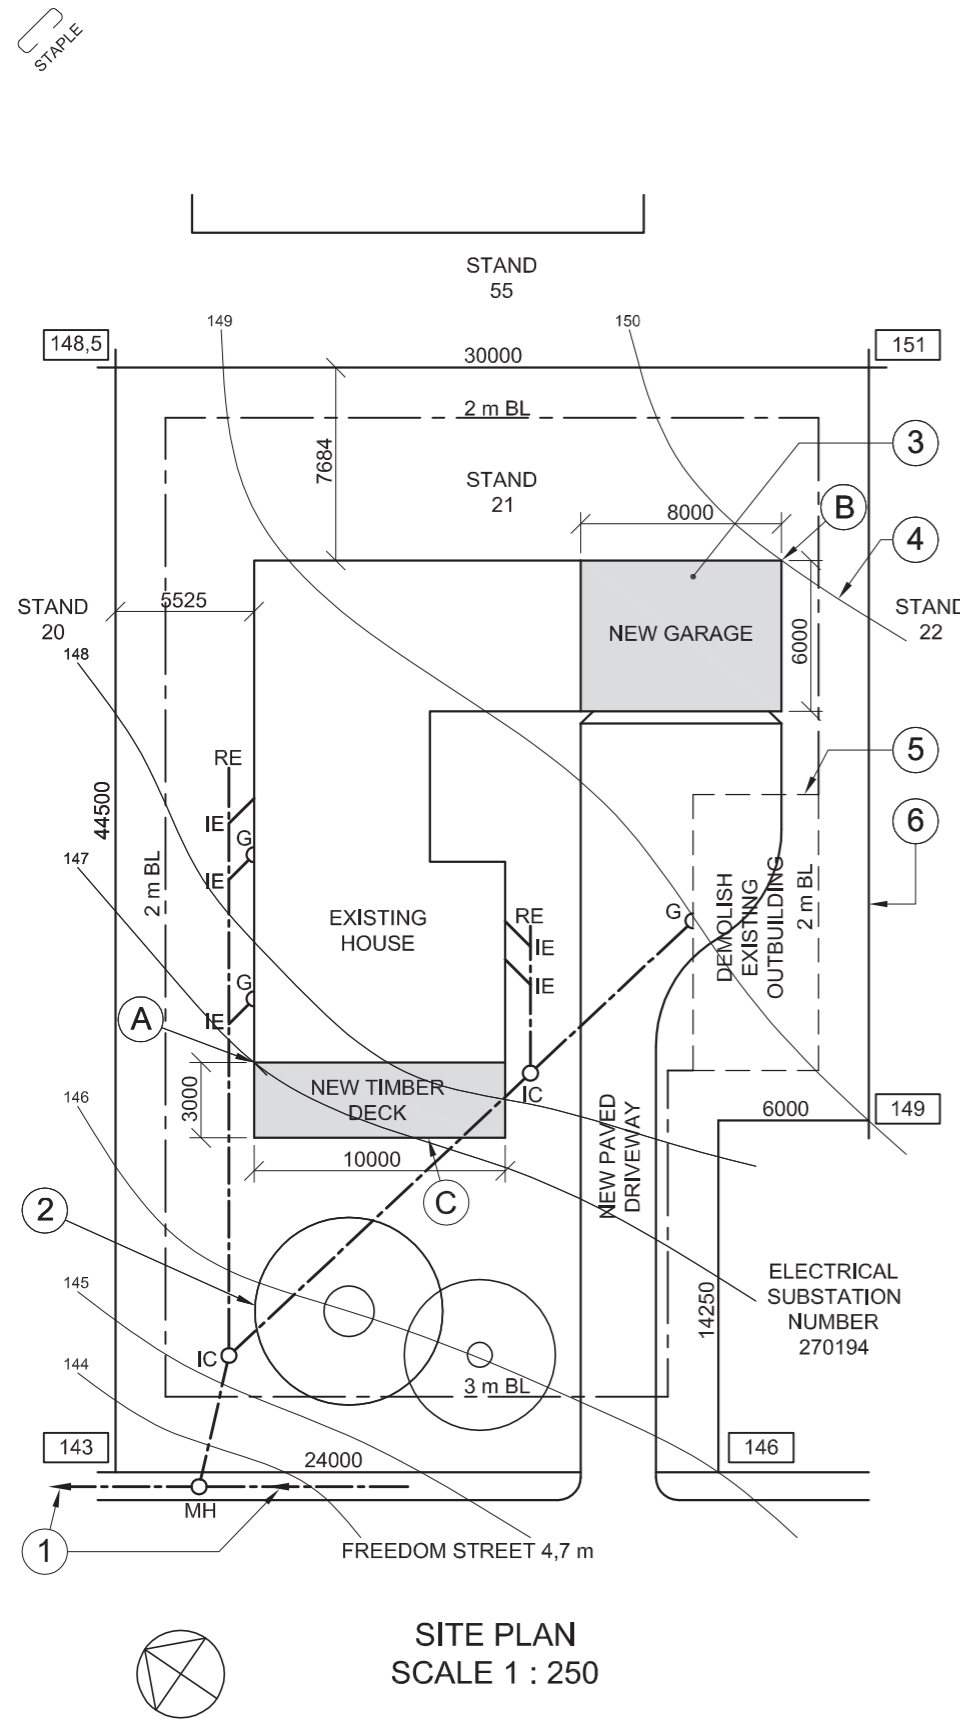 STAPLE
STAND
55
149
150
148,5
30000
151
2 m BL
3
7684
STAND
21
8000
B
4
STAND
20
5525
NEW GARAGE
6000
STAND
22
148
RE
5
44500
IE
G
6
147
IE
2 m BL
EXISTING
HOUSE
RE
IE
G
DEMOLISH
EXISTING
OUTBUILDING
2 m BL
G
IE
IE
A
3000
NEW TIMBER
DECK
IC
146
NEW PAVED
DRIVEWAY
6000
149
10000
C
2
145
14250
ELECTRICAL
SUBSTATION
NUMBER
270194
144
IC
3 m BL
143
24000
146
MH
1
FREEDOM STREET 4,7 m
SITE PLAN
SCALE 1 : 250